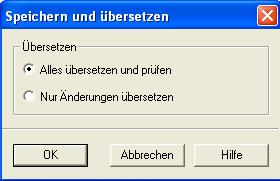 Speichern und übersetzen
Übersetzen
Alles übersetzen und prüfen
Nur Änderungen übersetzen
OK Abbrechen Hilfe